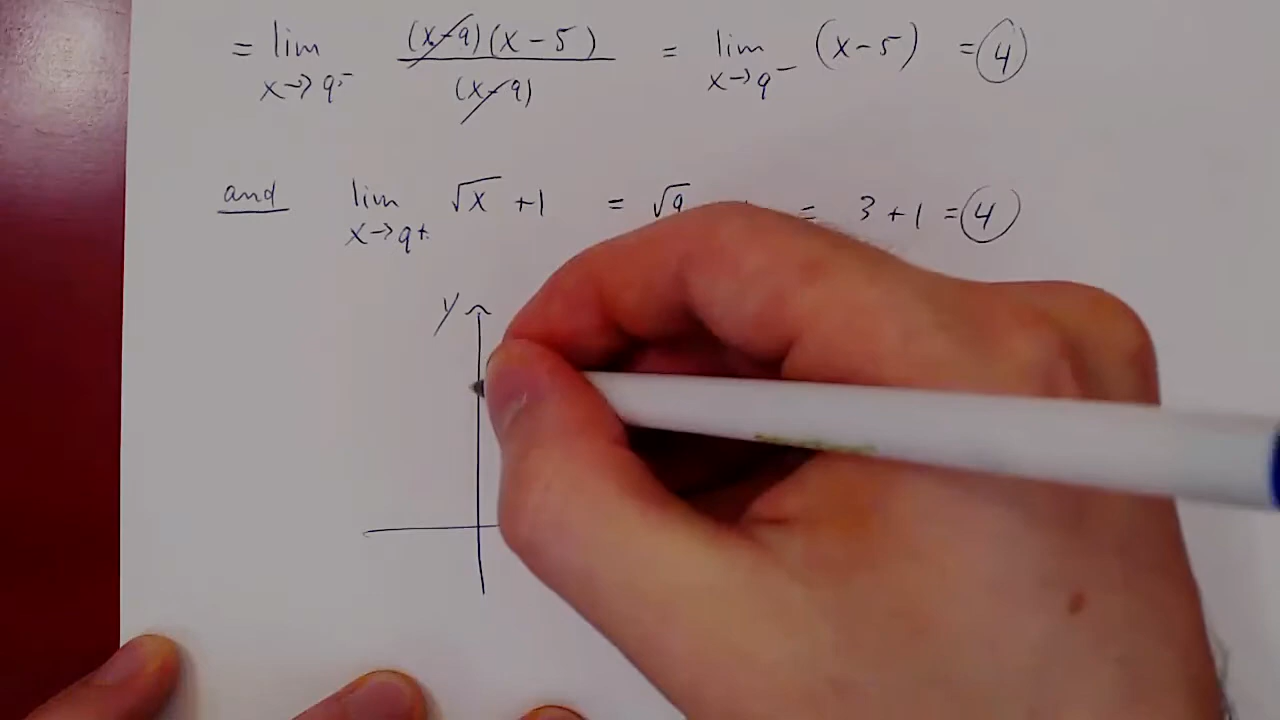 = lim x→9⁻ (x-9)(x-5) / (x-9) = lim x→9⁻ (x-5) = 4
and lim x→9+ √x +1 = √9 = 3+1 = 4
y